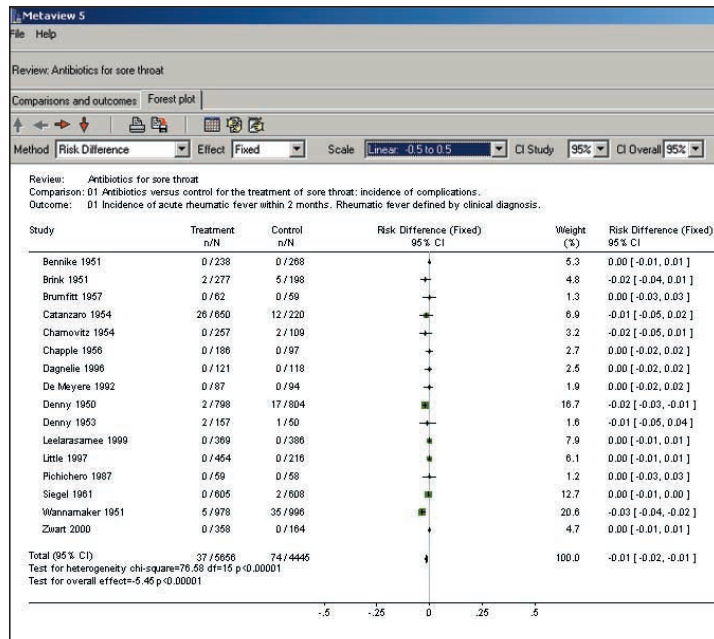 Metaview 5
File Help
Review: Antibiotics for sore throat
Comparisons and outcomes Forest plot
Method Risk Difference Effect Fixed Scale Linear: -0.5 to 0.5 CI Study 95% CI Overall 95%
Review: Antibiotics for sore throat
Comparison: 01 Antibiotics versus control for the treatment of sore throat: incidence of complications.
Outcome: 01 Incidence of acute rheumatic fever within 2 months. Rheumatic fever defined by clinical diagnosis.
Study Treatment Control Risk Difference (Fixed) Weight Risk Difference (Fixed)
n/N n/N 95% CI (%) 95% CI
Bennike 1951 0/238 0/268 5.3 0.00 [ -0.01, 0.01 ]
Brink 1951 2/277 5/198 4.8 -0.02 [ -0.04, 0.01 ]
Brumfitt 1957 0/62 0/59 1.3 0.00 [ -0.03, 0.03 ]
Catanzaro 1954 26/650 12/220 6.9 -0.01 [ -0.05, 0.02 ]
Chamovitz 1954 0/257 2/109 3.2 -0.02 [ -0.05, 0.01 ]
Chapple 1956 0/186 0/97 2.7 0.00 [ -0.02, 0.02 ]
Dagnelie 1996 0/121 0/118 2.5 0.00 [ -0.02, 0.02 ]
De Meyere 1992 0/87 0/94 1.9 0.00 [ -0.02, 0.02 ]
Denny 1950 2/798 17/804 16.7 -0.02 [ -0.03, -0.01 ]
Denny 1953 2/157 1/50 1.6 -0.01 [ -0.05, 0.04 ]
Leelarasamee 1999 0/369 0/386 7.9 0.00 [ -0.01, 0.01 ]
Little 1997 0/454 0/216 6.1 0.00 [ -0.01, 0.01 ]
Pichichero 1987 0/59 0/58 1.2 0.00 [ -0.03, 0.03 ]
Siegel 1961 0/605 2/608 12.7 0.00 [ -0.01, 0.00 ]
Wannamaker 1951 5/978 35/996 20.6 -0.03 [ -0.04, -0.02 ]
Zwart 2000 0/358 0/164 4.7 0.00 [ -0.01, 0.01 ]
Total (95% CI) 37/5656 74/4445 100.0 -0.01 [ -0.02, -0.01 ]
Test for heterogeneity chi-square=76.58 df=15 p<0.00001
Test for overall effect=-5.45 p<0.00001
-.5 -.25 0 .25 .5